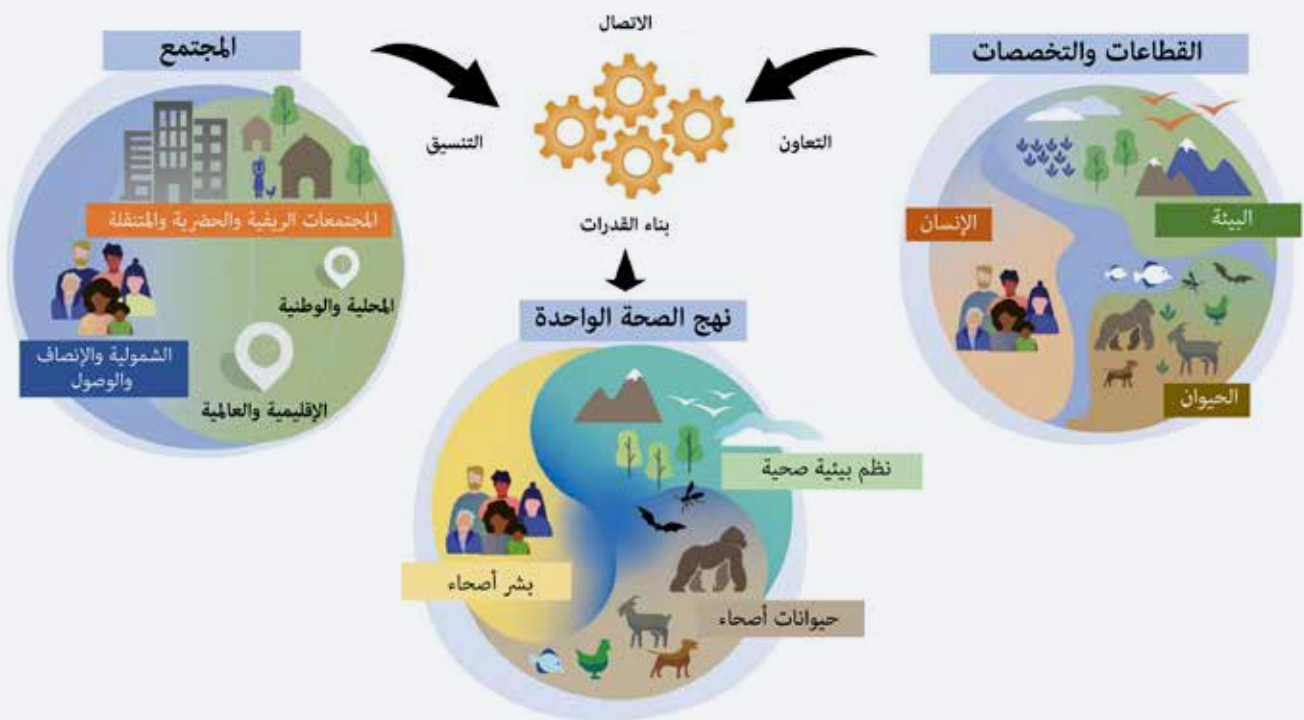 القطاعات والتخصصات
البيئة
الإنسان
الحيوان
الاتصال
التعاون
التنسيق
بناء القدرات
المجتمع
المجتمعات الريفية والحضرية والمتنقلة
المحلية والوطنية
الشمولية والإنصاف
والوصول
الإقليمية والعالمية
نهج الصحة الواحدة
نظم بيئية صحية
بشر أصحاء
حيوانات أصحاء